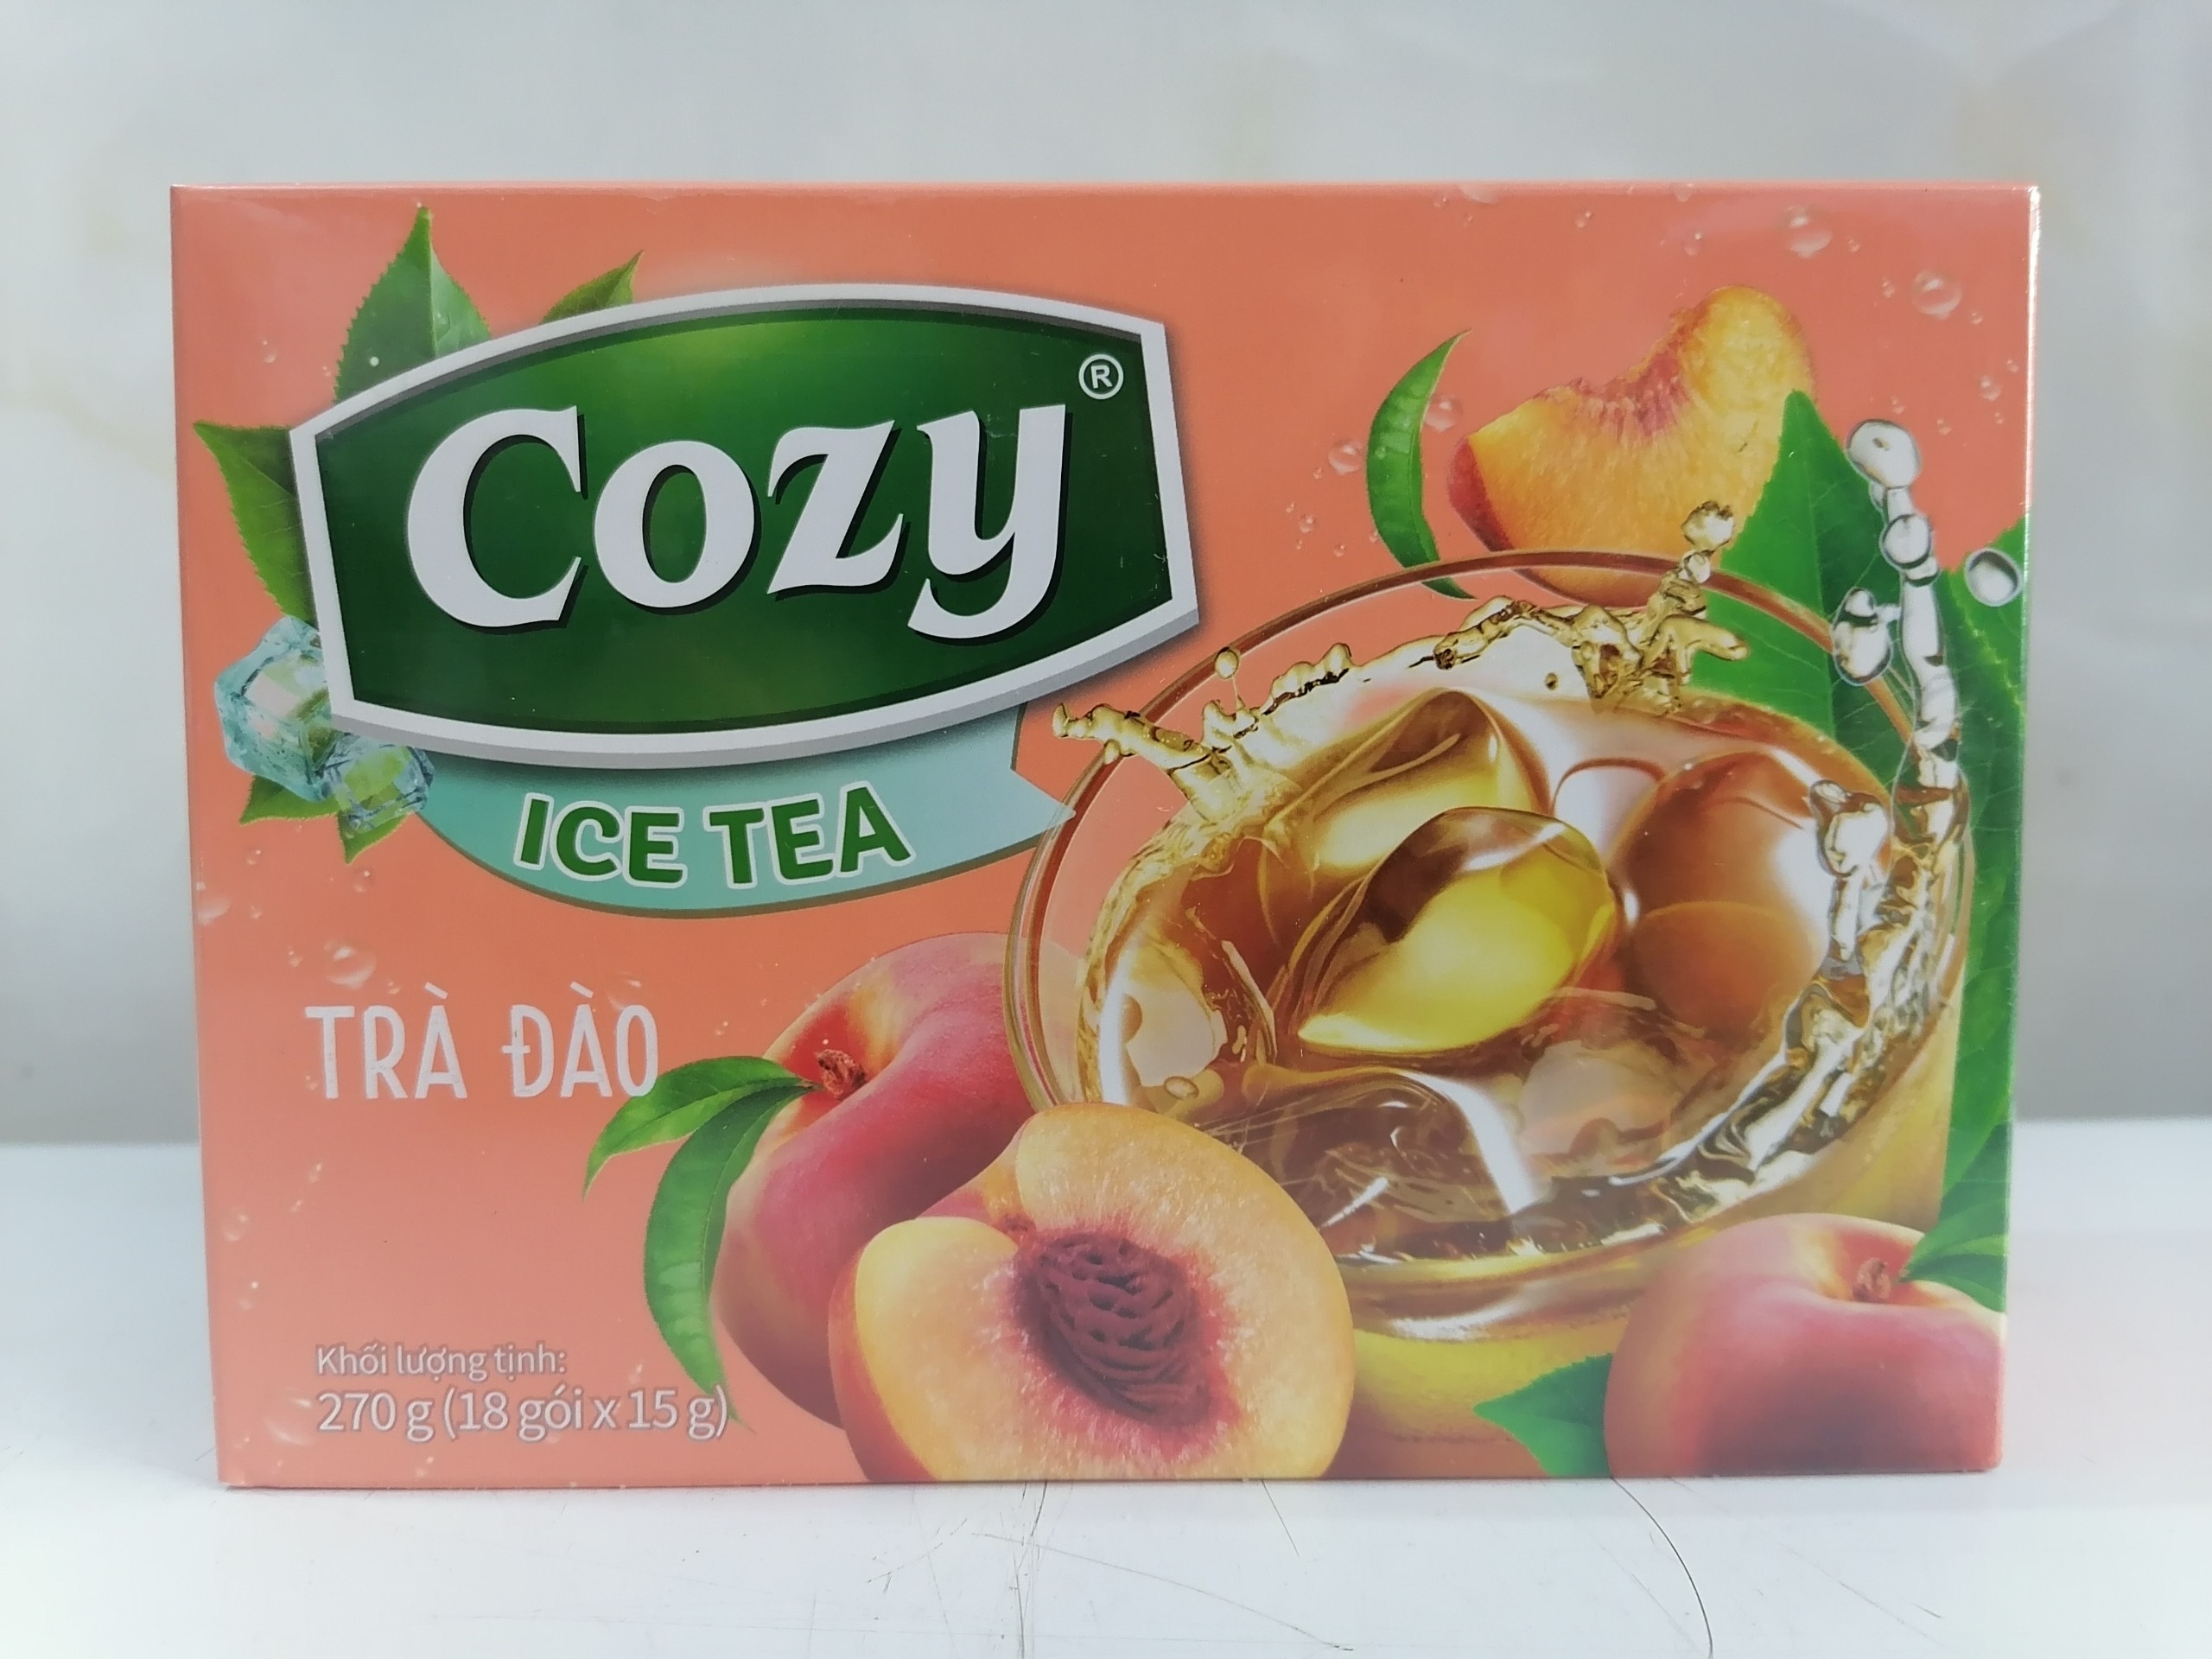 Cozy ®
ICE TEA
TRÀ ĐÀO
Khối lượng tịnh:
270 g (18 gói x 15 g)